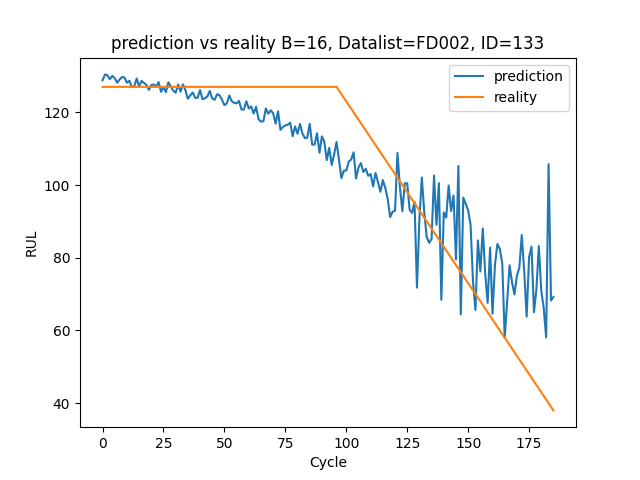 prediction vs reality B=16, Datalist=FD002, ID=133
prediction
reality
RUL
120
100
80
60
40
0 25 50 75 100 125 150 175
Cycle